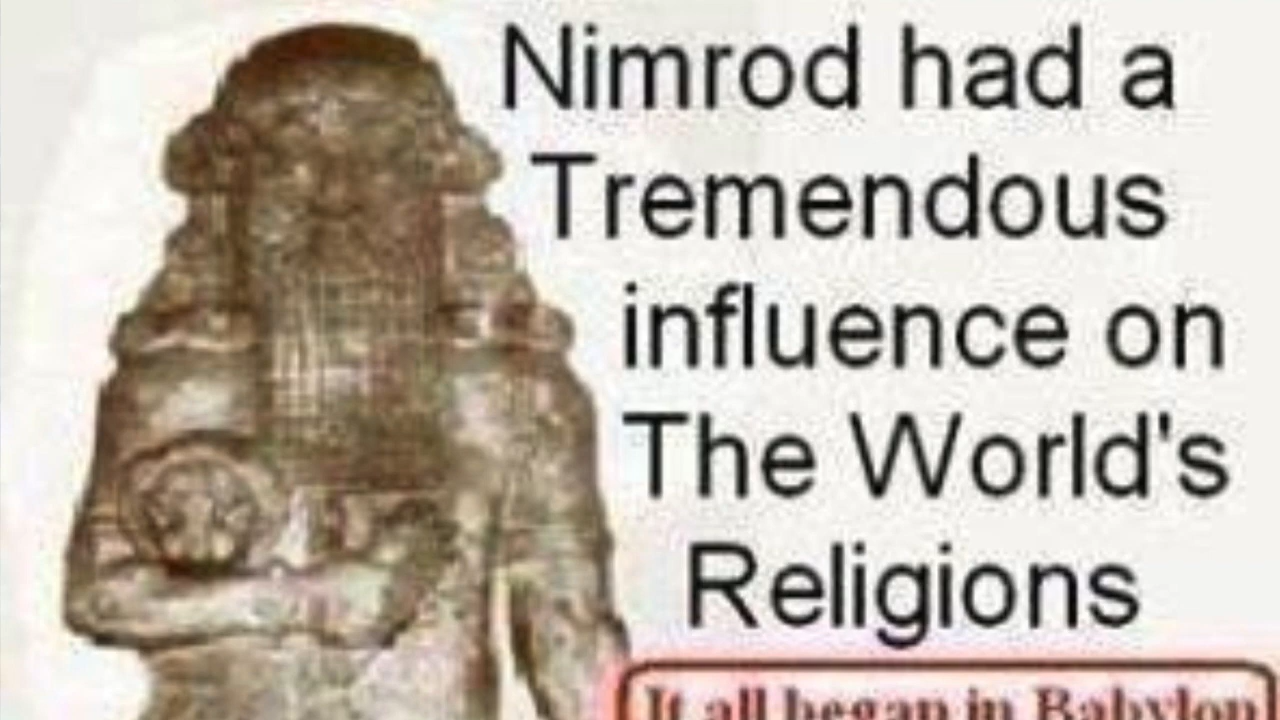 Nimrod had a
Tremendous
influence on
The World's
Religions
It all began in Babylon